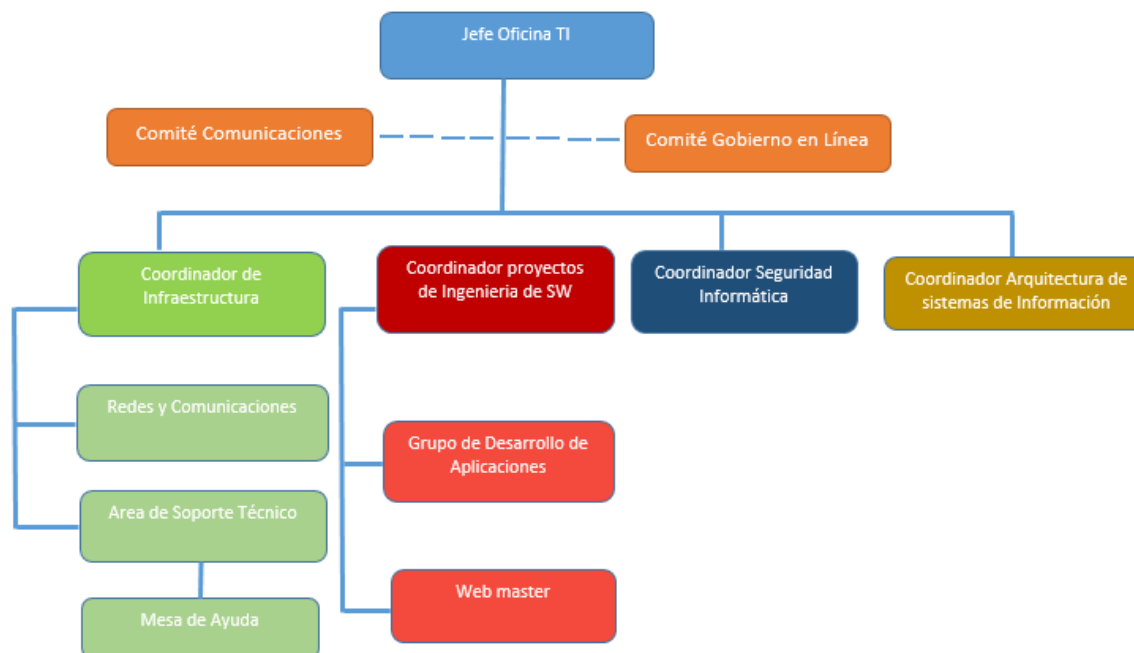 Jefe Oficina TI
Comité Comunicaciones
Comité Gobierno en Línea
Coordinador de
Infraestructura
Coordinador proyectos
de Ingenieria de SW
Coordinador Seguridad
Informática
Coordinador Arquitectura de
sistemas de Información
Redes y Comunicaciones
Grupo de Desarrollo de
Aplicaciones
Area de Soporte Técnico
Web master
Mesa de Ayuda